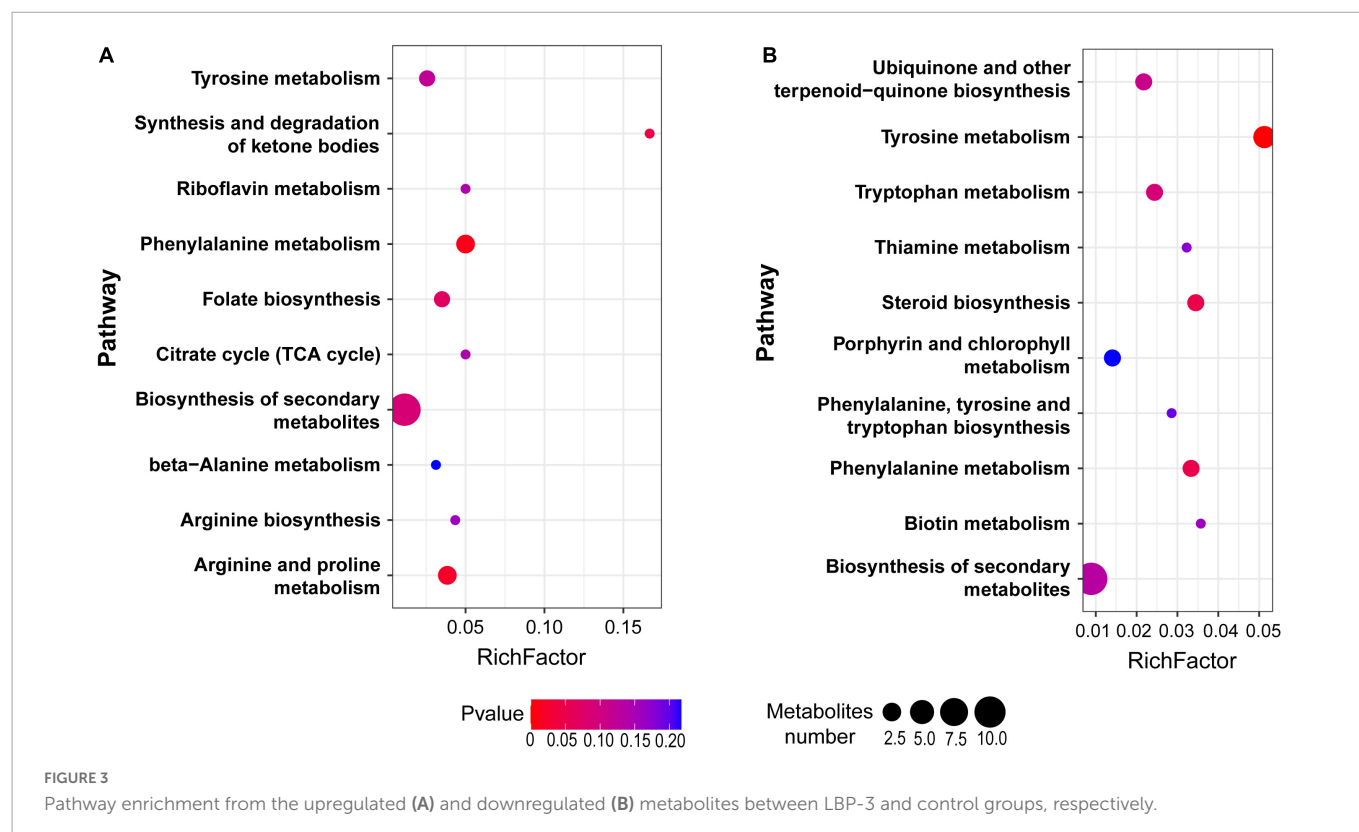 A
Tyrosine metabolism
Synthesis and degradation
of ketone bodies
Riboflavin metabolism
Phenylalanine metabolism
Folate biosynthesis
Citrate cycle (TCA cycle)
Biosynthesis of secondary
metabolites
beta−Alanine metabolism
Arginine biosynthesis
Arginine and proline
metabolism
Pathway
0.05 0.10 0.15
RichFactor
B
Ubiquinone and other
terpenoid−quinone biosynthesis
Tyrosine metabolism
Tryptophan metabolism
Thiamine metabolism
Steroid biosynthesis
Porphyrin and chlorophyll
metabolism
Phenylalanine, tyrosine and
tryptophan biosynthesis
Phenylalanine metabolism
Biotin metabolism
Biosynthesis of secondary
metabolites
Pathway
0.01 0.02 0.03 0.04 0.05
RichFactor
Pvalue
0 0.05 0.10 0.15 0.20
Metabolites
number
2.5 5.0 7.5 10.0
FIGURE 3
Pathway enrichment from the upregulated (A) and downregulated (B) metabolites between LBP-3 and control groups, respectively.